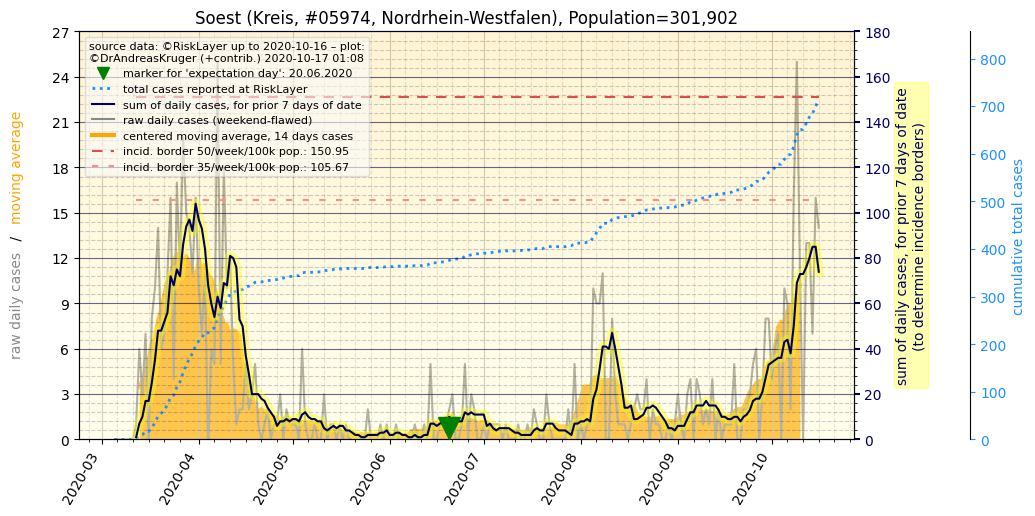 Soest (Kreis, #05974, Nordrhein-Westfalen), Population=301,902
source data: ©RiskLayer up to 2020-10-16 – plot:
©DrAndreasKruger (+contrib.) 2020-10-17 01:08
marker for 'expectation day': 20.06.2020
total cases reported at RiskLayer
sum of daily cases, for prior 7 days of date
raw daily cases (weekend-flawed)
centered moving average, 14 days cases
incid. border 50/week/100k pop.: 150.95
incid. border 35/week/100k pop.: 105.67
raw daily cases / moving average
27
24
21
18
15
12
9
6
3
0
180
160
140
120
100
80
60
40
20
0
sum of daily cases, for prior 7 days of date
(to determine incidence borders)
800
700
600
500
400
300
200
100
0
cumulative total cases
2020-03
2020-04
2020-05
2020-06
2020-07
2020-08
2020-09
2020-10